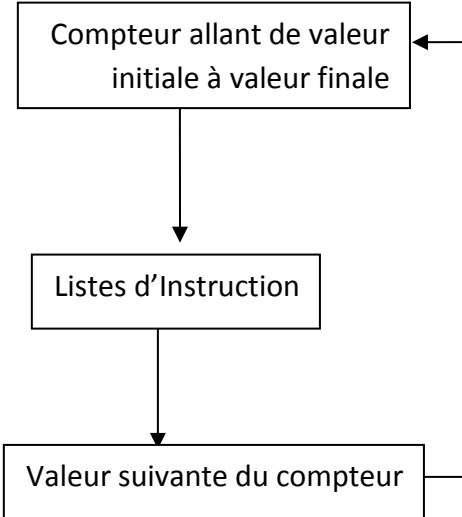 Compteur allant de valeur
initiale à valeur finale
Listes d’Instruction
Valeur suivante du compteur